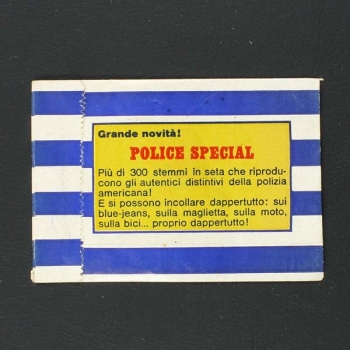 Grande novità!
POLICE SPECIAL
Più di 300 stemmi in seta che riprodu-
cono gli autentici distintivi della polizia
americana!
E si possono incollare dappertutto: sui
blue-jeans, sulla maglietta, sulla moto,
sulla bici... proprio dappertutto!